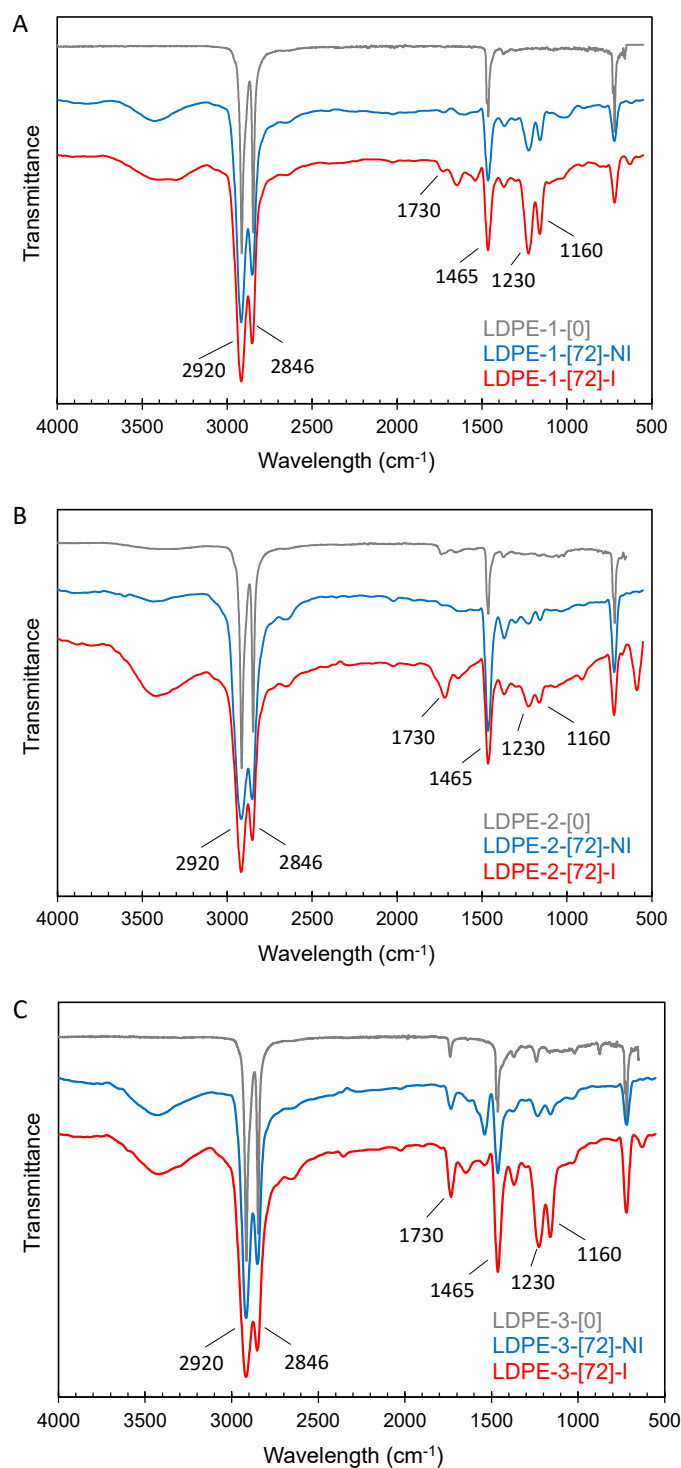 A
Transmittance
1730
1465
1230
1160
2920
2846
LDPE-1-[0]
LDPE-1-[72]-NI
LDPE-1-[72]-I
4000 3500 3000 2500 2000 1500 1000 500
Wavelength (cm-1)
B
Transmittance
1730
1465
1230
1160
2920
2846
LDPE-2-[0]
LDPE-2-[72]-NI
LDPE-2-[72]-I
4000 3500 3000 2500 2000 1500 1000 500
Wavelength (cm-1)
C
Transmittance
1730
1465
1230
1160
2920
2846
LDPE-3-[0]
LDPE-3-[72]-NI
LDPE-3-[72]-I
4000 3500 3000 2500 2000 1500 1000 500
Wavelength (cm-1)